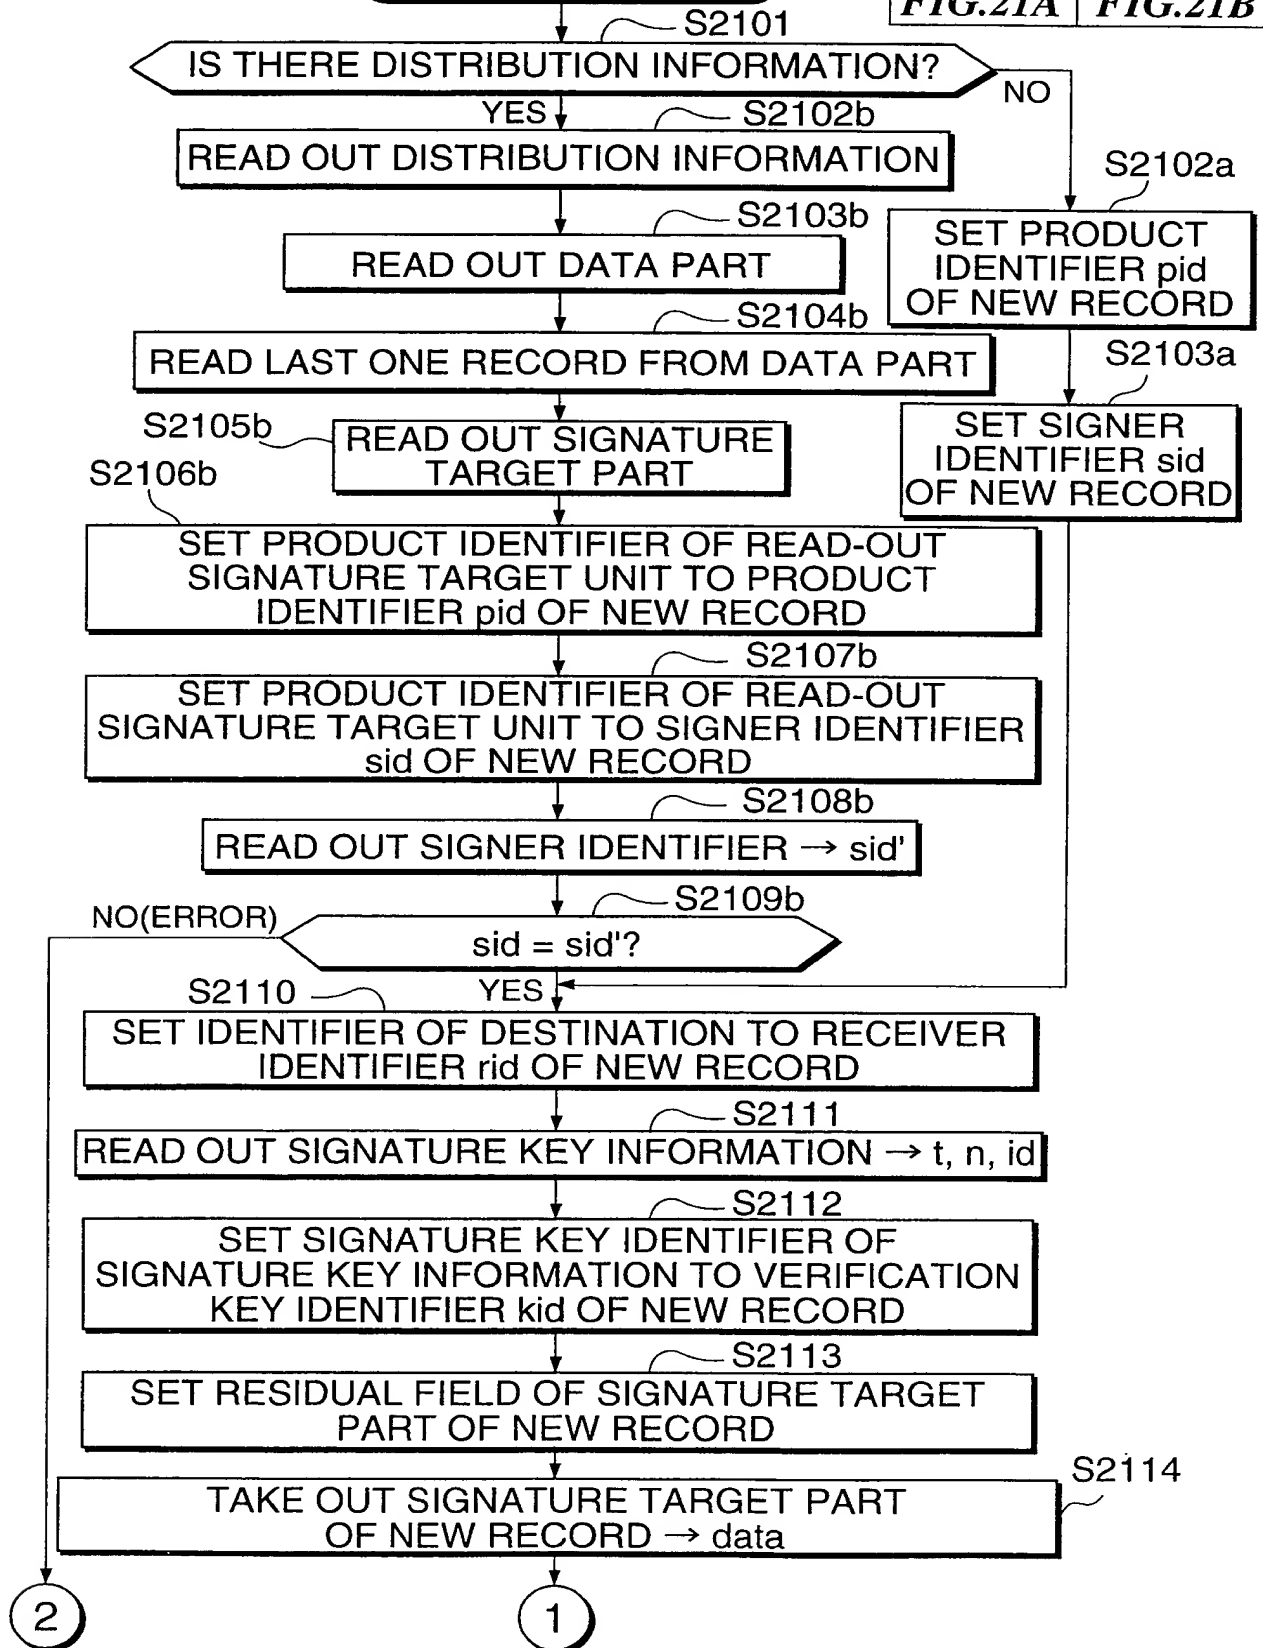 FIG.21A FIG.21B
S2101
IS THERE DISTRIBUTION INFORMATION?
NO
YES
S2102b
READ OUT DISTRIBUTION INFORMATION
S2102a
SET PRODUCT
IDENTIFIER pid
OF NEW RECORD
S2103b
READ OUT DATA PART
S2104b
READ LAST ONE RECORD FROM DATA PART
S2103a
SET SIGNER
IDENTIFIER sid
OF NEW RECORD
S2105b
READ OUT SIGNATURE
TARGET PART
S2106b
SET PRODUCT IDENTIFIER OF READ-OUT
SIGNATURE TARGET UNIT TO PRODUCT
IDENTIFIER pid OF NEW RECORD
S2107b
SET PRODUCT IDENTIFIER OF READ-OUT
SIGNATURE TARGET UNIT TO SIGNER IDENTIFIER
sid OF NEW RECORD
S2108b
READ OUT SIGNER IDENTIFIER → sid'
S2109b
NO(ERROR)
sid = sid'?
YES
S2110
SET IDENTIFIER OF DESTINATION TO RECEIVER
IDENTIFIER rid OF NEW RECORD
S2111
READ OUT SIGNATURE KEY INFORMATION → t, n, id
S2112
SET SIGNATURE KEY IDENTIFIER OF
SIGNATURE KEY INFORMATION TO VERIFICATION
KEY IDENTIFIER kid OF NEW RECORD
S2113
SET RESIDUAL FIELD OF SIGNATURE TARGET
PART OF NEW RECORD
S2114
TAKE OUT SIGNATURE TARGET PART
OF NEW RECORD → data
2
1